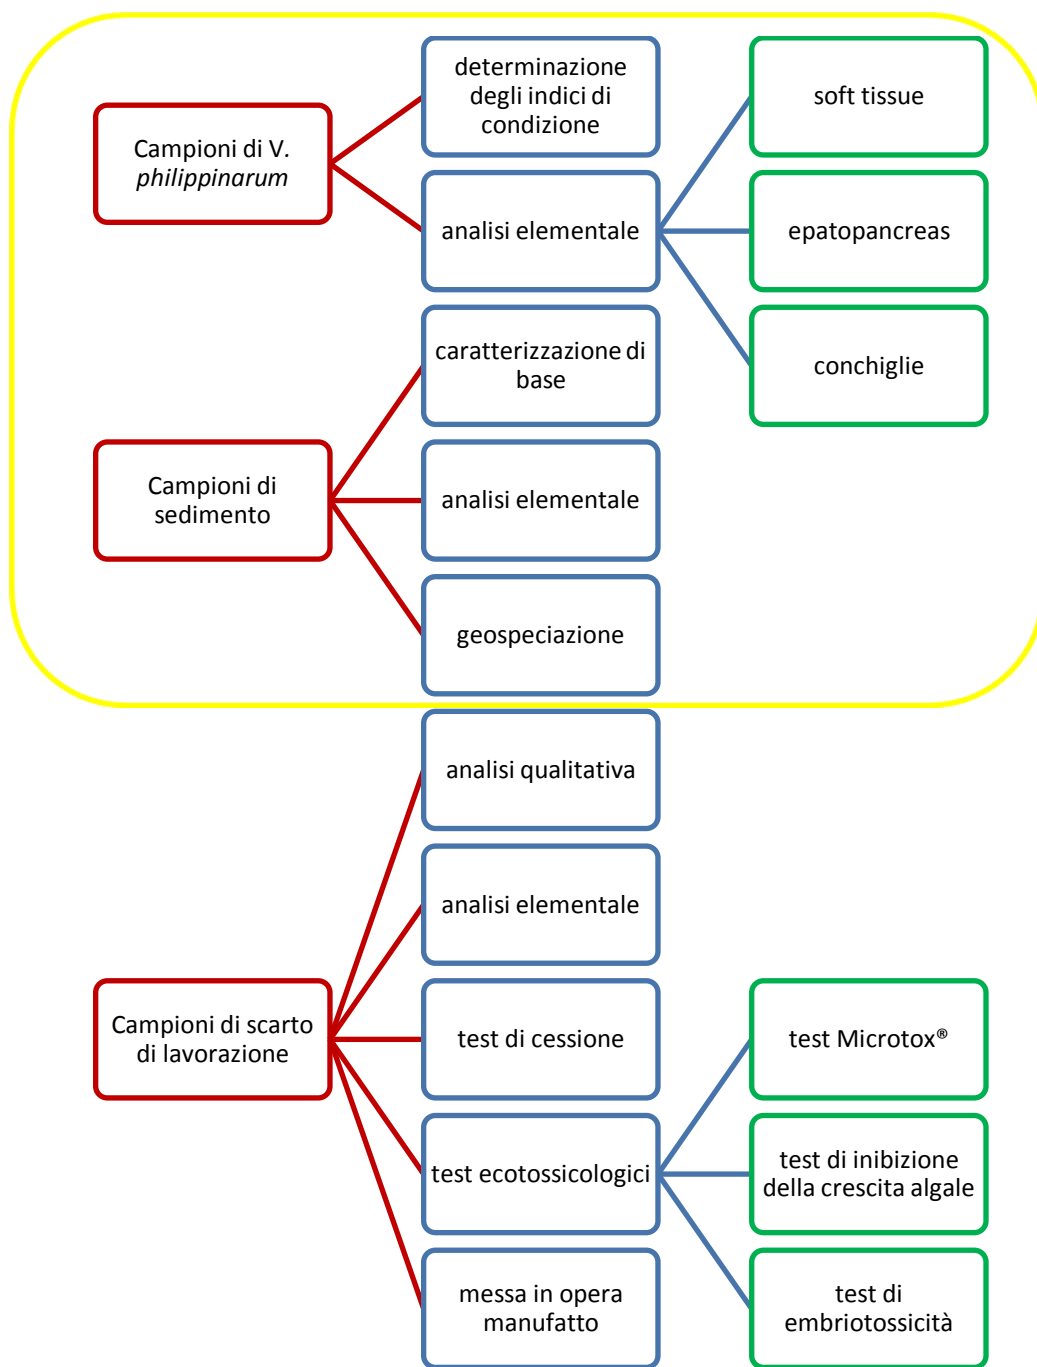 Campioni di V.
philippinarum
determinazione
degli indici di
condizione
analisi elementale
soft tissue
epatopancreas
conchiglie
Campioni di
sedimento
caratterizzazione di
base
analisi elementale
geospeciazione
Campioni di scarto
di lavorazione
analisi qualitativa
analisi elementale
test di cessione
test ecotossicologici
messa in opera
manufatto
test Microtox®
test di inibizione
della crescita algale
test di
embriotossicità